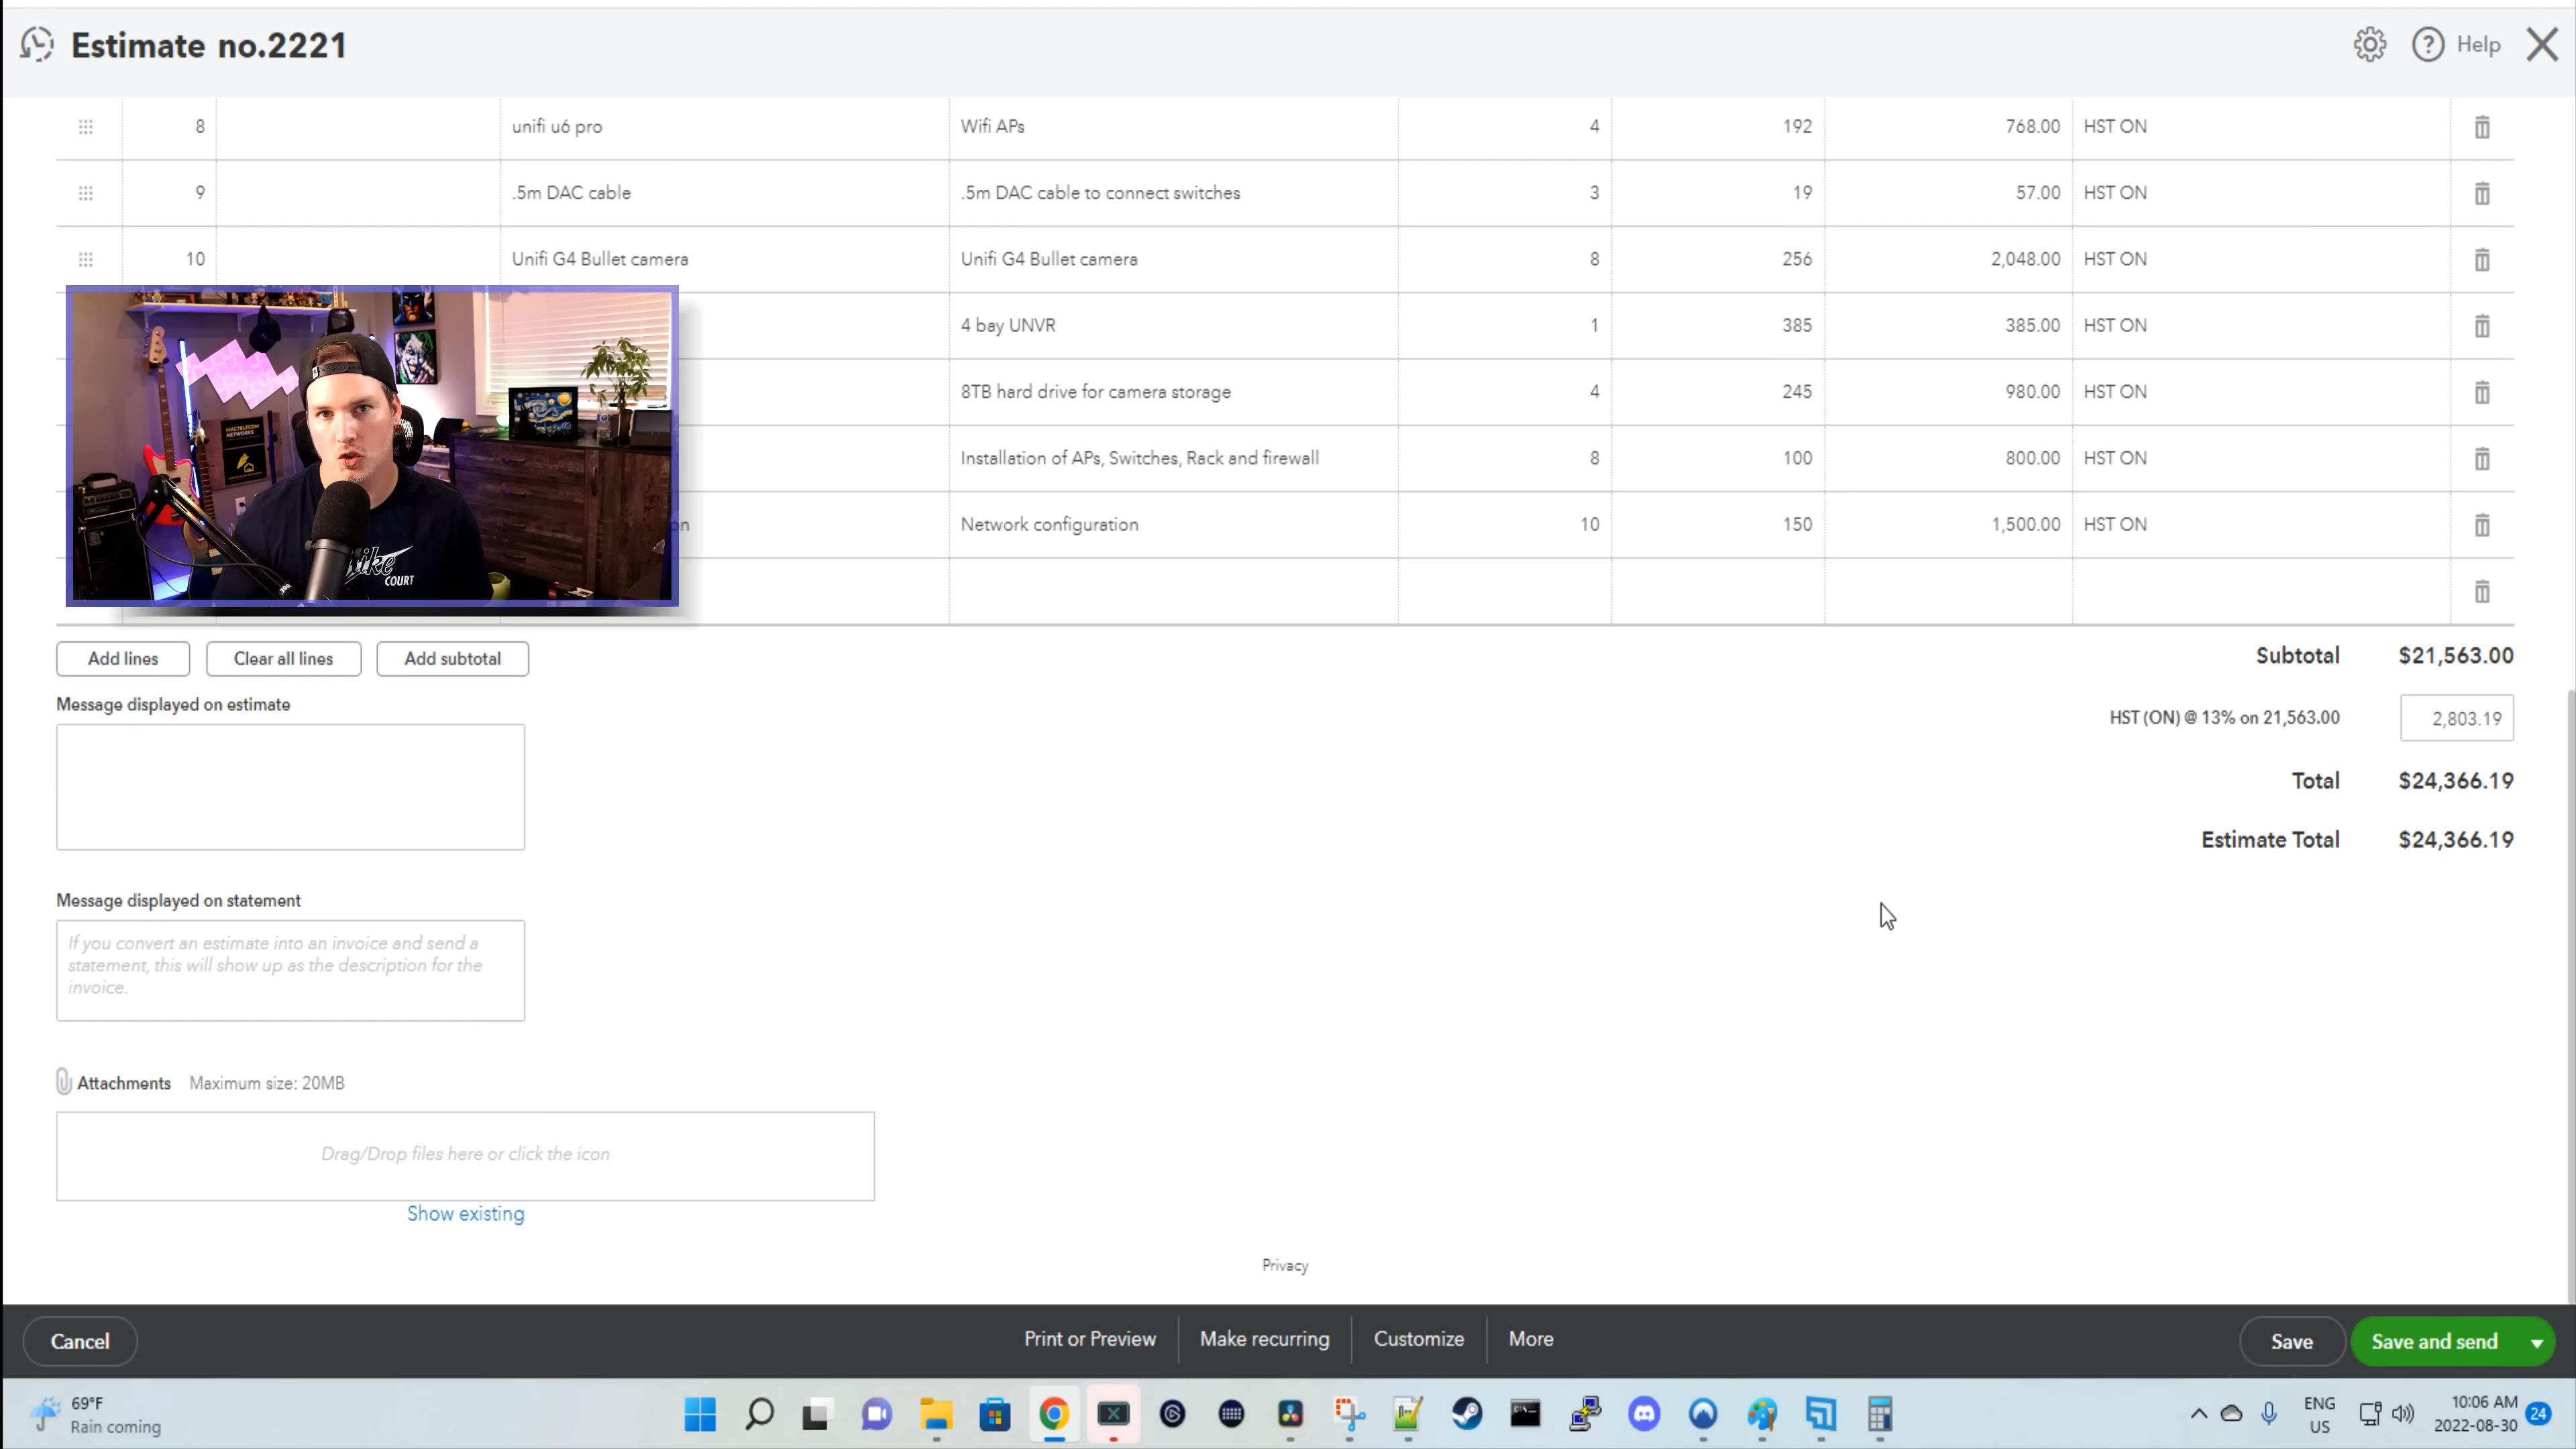 Estimate no.2221
Help
8 unifi u6 pro Wifi APs 4 192 768.00 HST ON
9 .5m DAC cable .5m DAC cable to connect switches 3 19 57.00 HST ON
10 Unifi G4 Bullet camera Unifi G4 Bullet camera 8 256 2,048.00 HST ON
4 bay UNVR 1 385 385.00 HST ON
8TB hard drive for camera storage 4 245 980.00 HST ON
Installation of APs, Switches, Rack and firewall 8 100 800.00 HST ON
on Network configuration 10 150 1,500.00 HST ON
MACTELECOM
NETWORKS
COURT
Add lines Clear all lines Add subtotal
Subtotal $21,563.00
Message displayed on estimate
HST (ON) @ 13% on 21,563.00 2,803.19
Total $24,366.19
Estimate Total $24,366.19
Message displayed on statement
If you convert an estimate into an invoice and send a
statement, this will show up as the description for the
invoice.
Attachments Maximum size: 20MB
Drag/Drop files here or click the icon
Show existing
Privacy
Cancel Print or Preview Make recurring Customize More Save Save and send
69°F
Rain coming
ENG
US
10:06 AM
2022-08-30
24